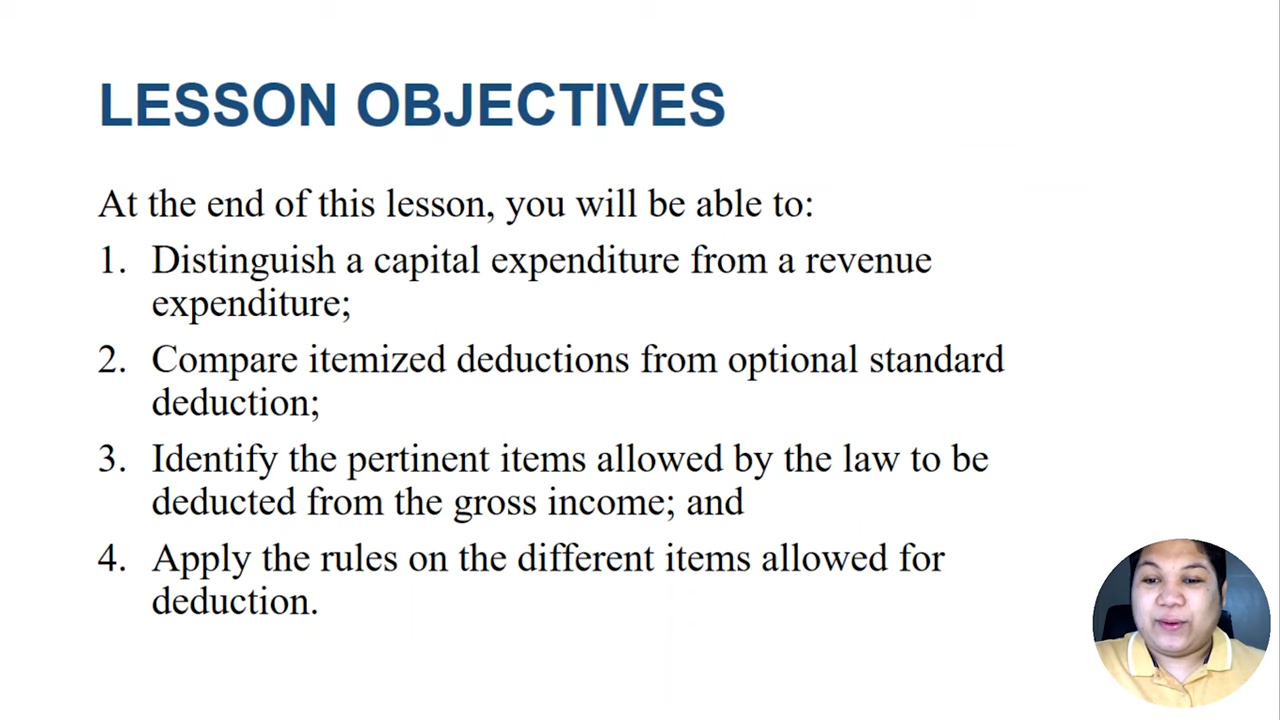 LESSON OBJECTIVES
At the end of this lesson, you will be able to:
1. Distinguish a capital expenditure from a revenue
expenditure;
2. Compare itemized deductions from optional standard
deduction;
3. Identify the pertinent items allowed by the law to be
deducted from the gross income; and
4. Apply the rules on the different items allowed for
deduction.